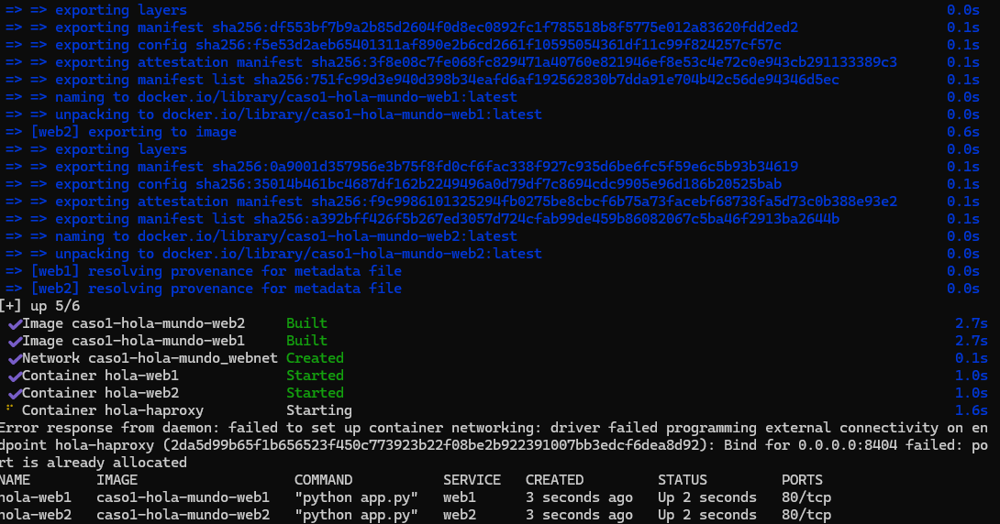 => => exporting layers 0.0s
=> => exporting manifest sha256:df553bf7b9a2b85d2604f0d8ec0892fc1f785518b8f5775e012a83620fdd2ed2 0.1s
=> => exporting config sha256:f5e53d2aeb65401311af890e2b6cd2661f10595054361df11c99f824257cf57c 0.1s
=> => exporting attestation manifest sha256:3f8e08c7fe068fc829471a40760e821946ef8e53c4e72c0e943cb291133389c3 0.1s
=> => exporting manifest list sha256:751fc99d3e940d398b34eafd6af192562830b7dda91e704b42c56de94346d5ec 0.1s
=> => naming to docker.io/library/caso1-hola-mundo-web1:latest 0.0s
=> => unpacking to docker.io/library/caso1-hola-mundo-web1:latest 0.0s
=> [web2] exporting to image 0.6s
=> => exporting layers 0.0s
=> => exporting manifest sha256:0a9001d357956e3b75f8fd0cf6fac338f927c935d6be6fc5f59e6c5b93b34619 0.1s
=> => exporting config sha256:35014b461bc4687df162b2249496a0d79df7c8694cdc9905e96d186b20525bab 0.1s
=> => exporting attestation manifest sha256:f9c9986101325294fb0275be8cbcf6b75a73facebf68738fa5d73c0b388e93e2 0.1s
=> => exporting manifest list sha256:a392bff426f5b267ed3057d724cfab99de459b86082067c5ba46f2913ba2644b 0.1s
=> => naming to docker.io/library/caso1-hola-mundo-web2:latest 0.0s
=> => unpacking to docker.io/library/caso1-hola-mundo-web2:latest 0.0s
=> [web1] resolving provenance for metadata file 0.0s
=> [web2] resolving provenance for metadata file 0.0s
[+] up 5/6
✔Image caso1-hola-mundo-web2 Built 2.7s
✔Image caso1-hola-mundo-web1 Built 2.7s
✔Network caso1-hola-mundo_webnet Created 0.1s
✔Container hola-web1 Started 1.0s
✔Container hola-web2 Started 1.0s
Container hola-haproxy Starting 1.6s
Error response from daemon: failed to set up container networking: driver failed programming external connectivity on en
dpoint hola-haproxy (2da5d99b65f1b656523f450c773923b22f08be2b922391007bb3edcf6dea8d92): Bind for 0.0.0.0:8404 failed: po
rt is already allocated
NAME IMAGE COMMAND SERVICE CREATED STATUS PORTS
hola-web1 caso1-hola-mundo-web1 "python app.py" web1 3 seconds ago Up 2 seconds 80/tcp
hola-web2 caso1-hola-mundo-web2 "python app.py" web2 3 seconds ago Up 2 seconds 80/tcp